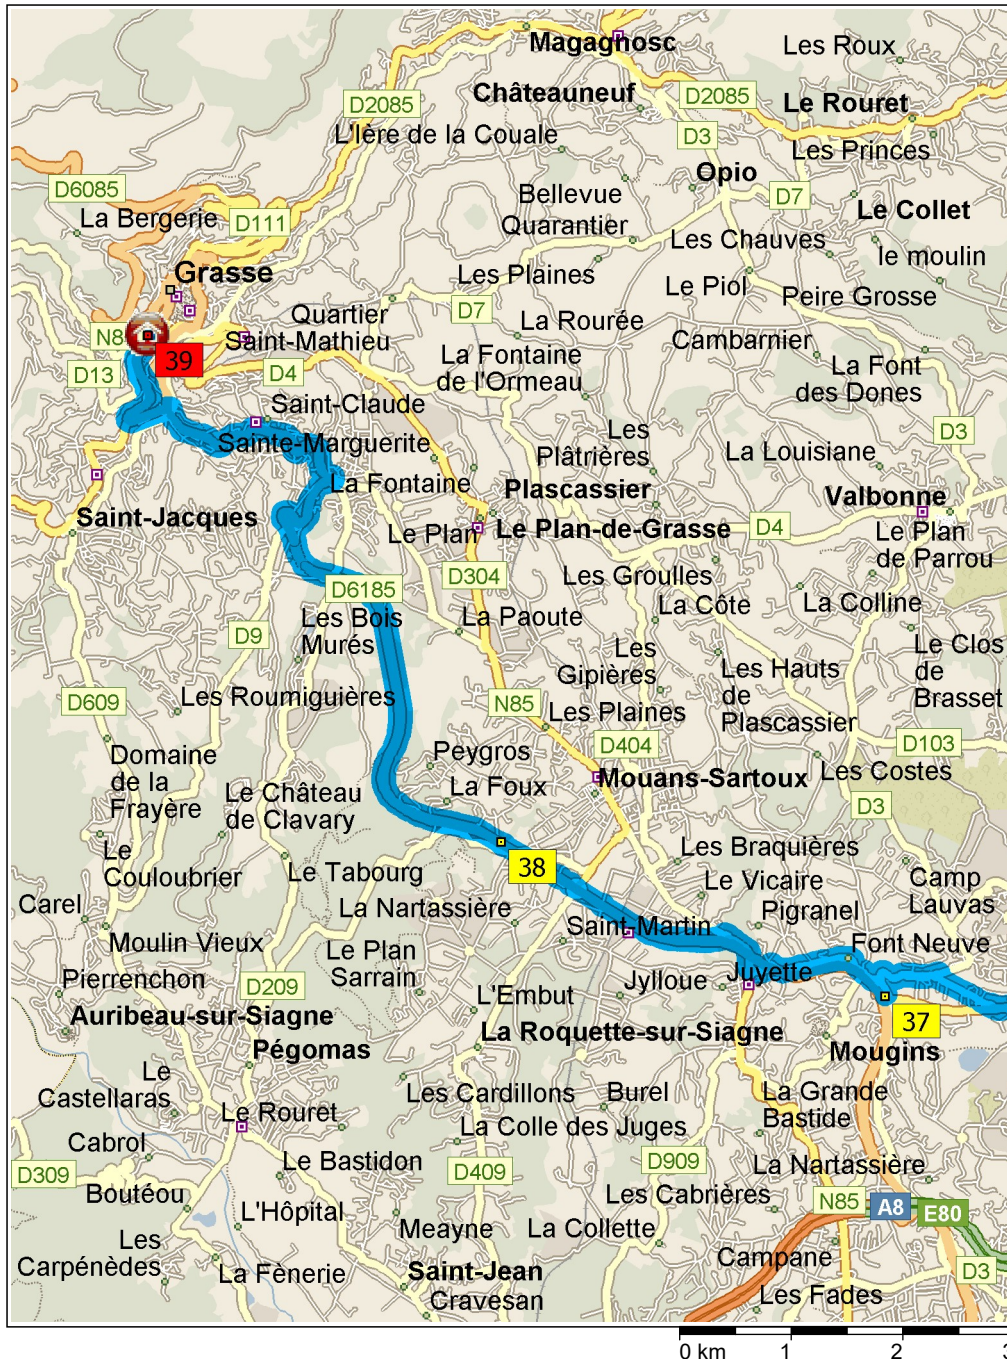 Magagnosc
Les Roux
Châteauneuf
D2085
Le Rouret
D2085
L'Ière de la Couale
D3
Les Princes
Opio
D6085
Bellevue
D7
La Bergerie
D111
Quarantier
Le Collet
Les Chauves
le moulin
Grasse
Les Plaines
Le Piol
Peire Grosse
Quartier
Saint-Mathieu
D7
La Rourée
N8
Cambarnier
39
D13
D4
La Fontaine
de l'Ormeau
La Font
des Dones
Saint-Claude
Sainte-Marguerite
Les
Plâtrières
D3
La Louisiane
La Fontaine
Plascassier
Valbonne
Saint-Jacques
Le Plan
Le Plan-de-Grasse
D4
Le Plan
de Parrou
D304
Les Groulles
D6185
Les Bois
Murés
La Paoute
La Côte
La Colline
D9
Les
Gipières
Le Clos
de
Brasset
Les Hauts
de
Plascassier
D609
Les Roumiguières
N85
Les Plaines
D404
D103
Domaine
de la
Frayère
Peygros
Mouans-Sartoux
Les Costes
La Foux
Le Château
de Clavary
D3
Le
Couloubrier
38
Les Braquières
Le Tabourg
Le Vicaire
Camp
Lauvas
Carel
La Nartassière
Pigranel
Saint-Martin
Moulin Vieux
Le Plan
Sarrain
Font Neuve
Pierrenchon
D209
Jylloue
Juyette
L'Embut
Auribeau-sur-Siagne
La Roquette-sur-Siagne
37
Pégomas
Mougins
Le
Castellaras
Les Cardillons
Burel
La Grande
Bastide
Le Rouret
La Colle des Juges
Cabrol
D309
Le Bastidon
D409
D909
La Nartassière
Boutéou
Les Cabrières
N85
A8
E80
L'Hôpital
Meayne
La Collette
Les
Carpénèdes
Campane
La Fènerie
Saint-Jean
D3
Cravesan
Les Fades
0 km 1 2 3